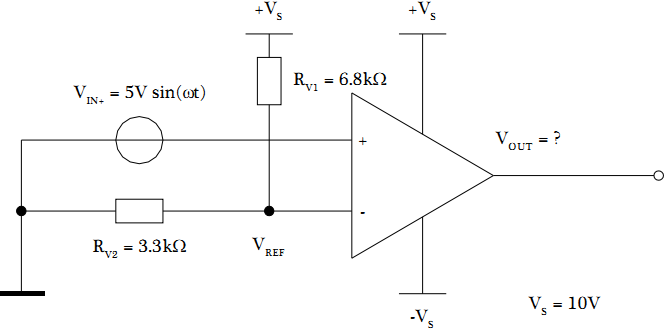 +V_S
+V_S
R_V1 = 6.8kΩ
V_IN+ = 5V sin(ωt)
V_OUT = ?
+
-
R_V2 = 3.3kΩ
V_REF
V_S = 10V
-V_S